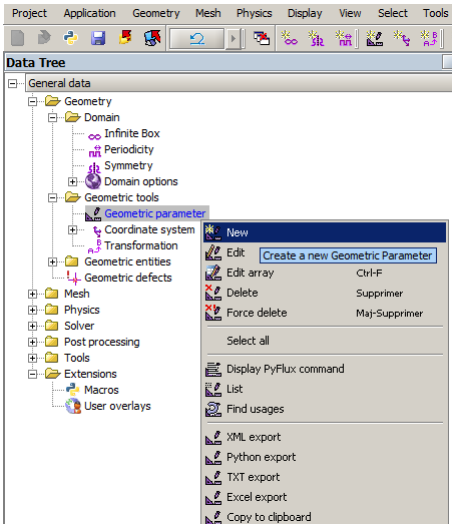 Project Application Geometry Mesh Physics Display View Select Tools
Data Tree
General data
Geometry
Domain
Infinite Box
Periodicity
Symmetry
Domain options
Geometric tools
Geometric parameter
Coordinate system
Transformation
Geometric entities
Geometric defects
Mesh
Physics
Solver
Post processing
Tools
Extensions
Macros
User overlays
New
Edit
Create a new Geometric Parameter
Edit array Ctrl-F
Delete Supprimer
Force delete Maj-Supprimer
Select all
Display PyFlux command
List
Find usages
XML export
Python export
TXT export
Excel export
Copy to clipboard